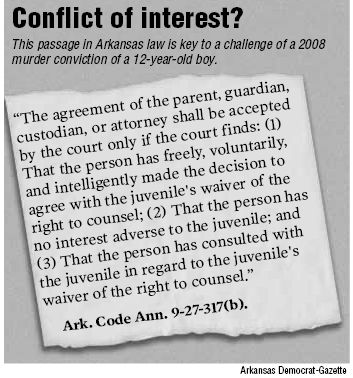 Conflict of interest?
This passage in Arkansas law is key to a challenge of a 2008
murder conviction of a 12-year-old boy.
“The agreement of the parent, guardian,
custodian, or attorney shall be accepted
by the court only if the court finds: (1)
That the person has freely, voluntarily,
and intelligently made the decision to
agree with the juvenile's waiver of the
right to counsel; (2) That the person has
no interest adverse to the juvenile; and
(3) That the person has consulted with
the juvenile in regard to the juvenile's
waiver of the right to counsel.”
Ark. Code Ann. 9-27-317(b).
Arkansas Democrat-Gazette